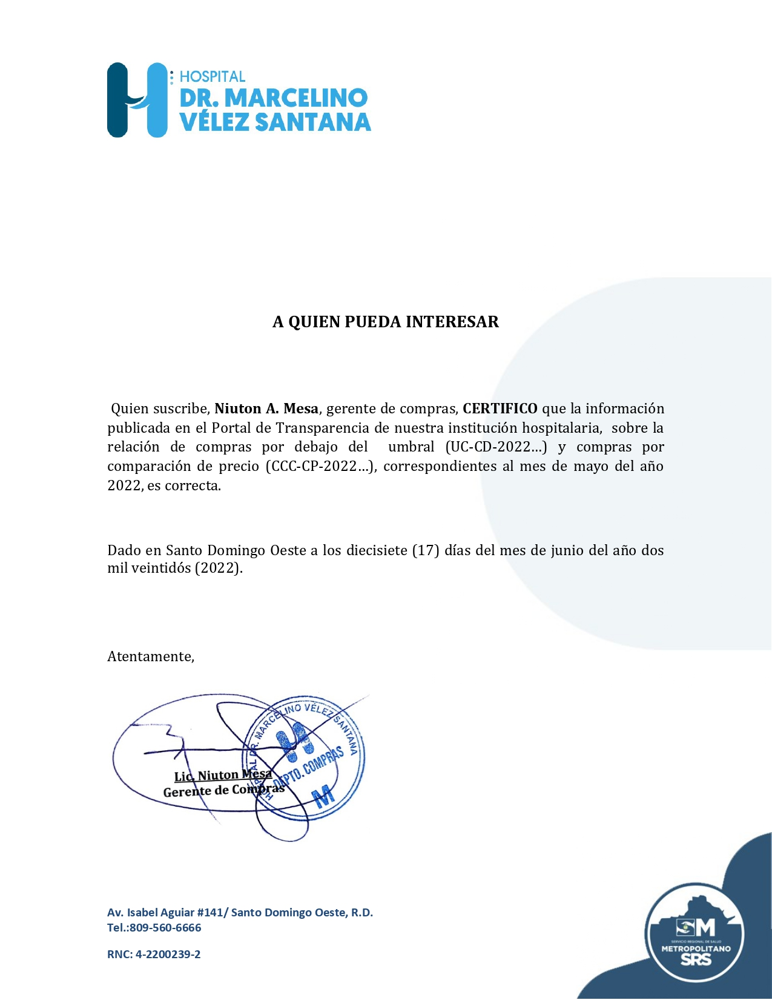 HOSPITAL
DR. MARCELINO
VÉLEZ SANTANA
A QUIEN PUEDA INTERESAR
Quien suscribe, Niuton A. Mesa, gerente de compras, CERTIFICO que la información
publicada en el Portal de Transparencia de nuestra institución hospitalaria, sobre la
relación de compras por debajo del umbral (UC-CD-2022...) y compras por
comparación de precio (CCC-CP-2022...), correspondientes al mes de mayo del año
2022, es correcta.
Dado en Santo Domingo Oeste a los diecisiete (17) días del mes de junio del año dos
mil veintidós (2022).
Atentamente,
HOSPITAL DR. MARCELINO VÉLEZ SANTANA
DEPTO. COMPRAS
M
Lic. Niuton Mesa
Gerente de Compras
Av. Isabel Aguiar #141/ Santo Domingo Oeste, R.D.
Tel.:809-560-6666
RNC: 4-2200239-2
SM
SERVICIO REGIONAL DE SALUD
METROPOLITANO
SRS